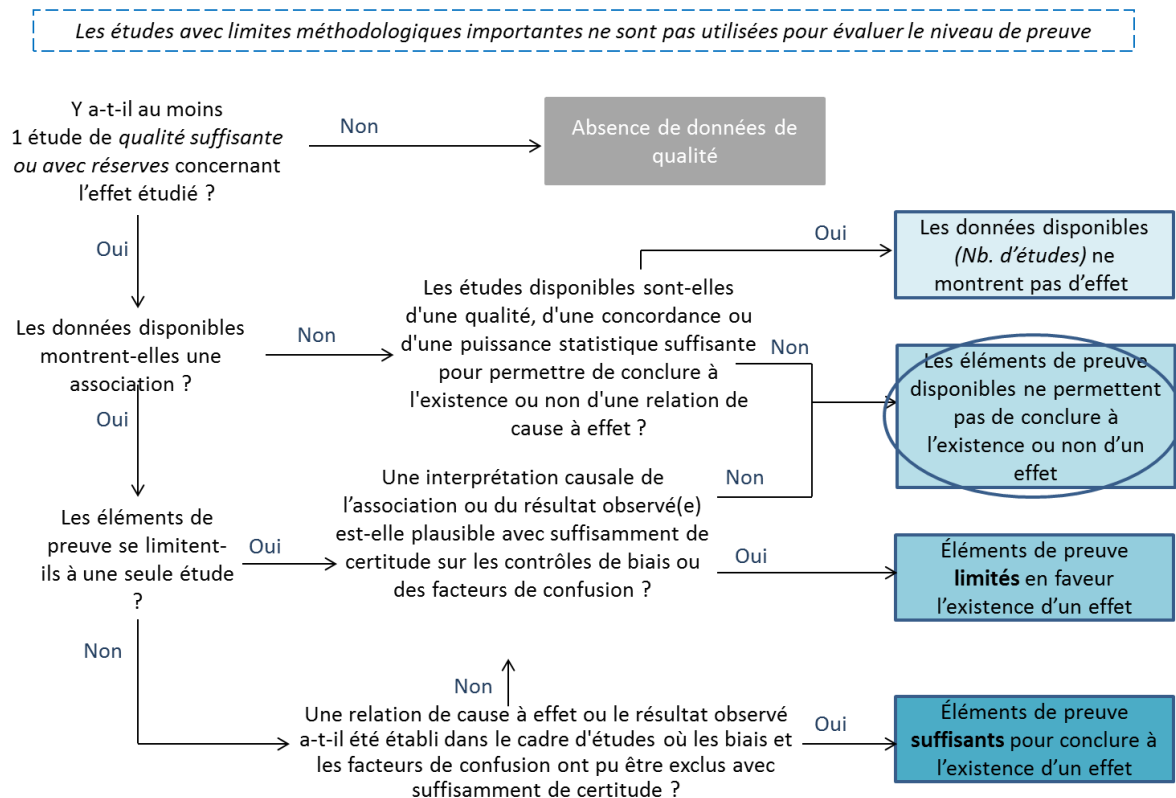 Les études avec limites méthodologiques importantes ne sont pas utilisées pour évaluer le niveau de preuve
Y a-t-il au moins
1 étude de qualité suffisante
ou avec réserves concernant
l'effet étudié ?
Non
Absence de données de
qualité
Oui
Oui
Les données disponibles
(Nb. d'études) ne
montrent pas d'effet
Les données disponibles
montrent-elles une
association ?
Non
Les études disponibles sont-elles
d'une qualité, d'une concordance ou
d'une puissance statistique suffisante
pour permettre de conclure à
l'existence ou non d'une relation de
cause à effet ?
Non
Les éléments de preuve
disponibles ne permettent
pas de conclure à
l'existence ou non d'un
effet
Oui
Les éléments de
preuve se limitent-
ils à une seule étude
?
Oui
Une interprétation causale de
l'association ou du résultat observé(e)
est-elle plausible avec suffisamment de
certitude sur les contrôles de biais ou
des facteurs de confusion ?
Non
Oui
Éléments de preuve
limités en faveur
l'existence d'un effet
Non
Non
Une relation de cause à effet ou le résultat observé
a-t-il été établi dans le cadre d'études où les biais et
les facteurs de confusion ont pu être exclus avec
suffisamment de certitude ?
Oui
Éléments de preuve
suffisants pour conclure à
l'existence d'un effet